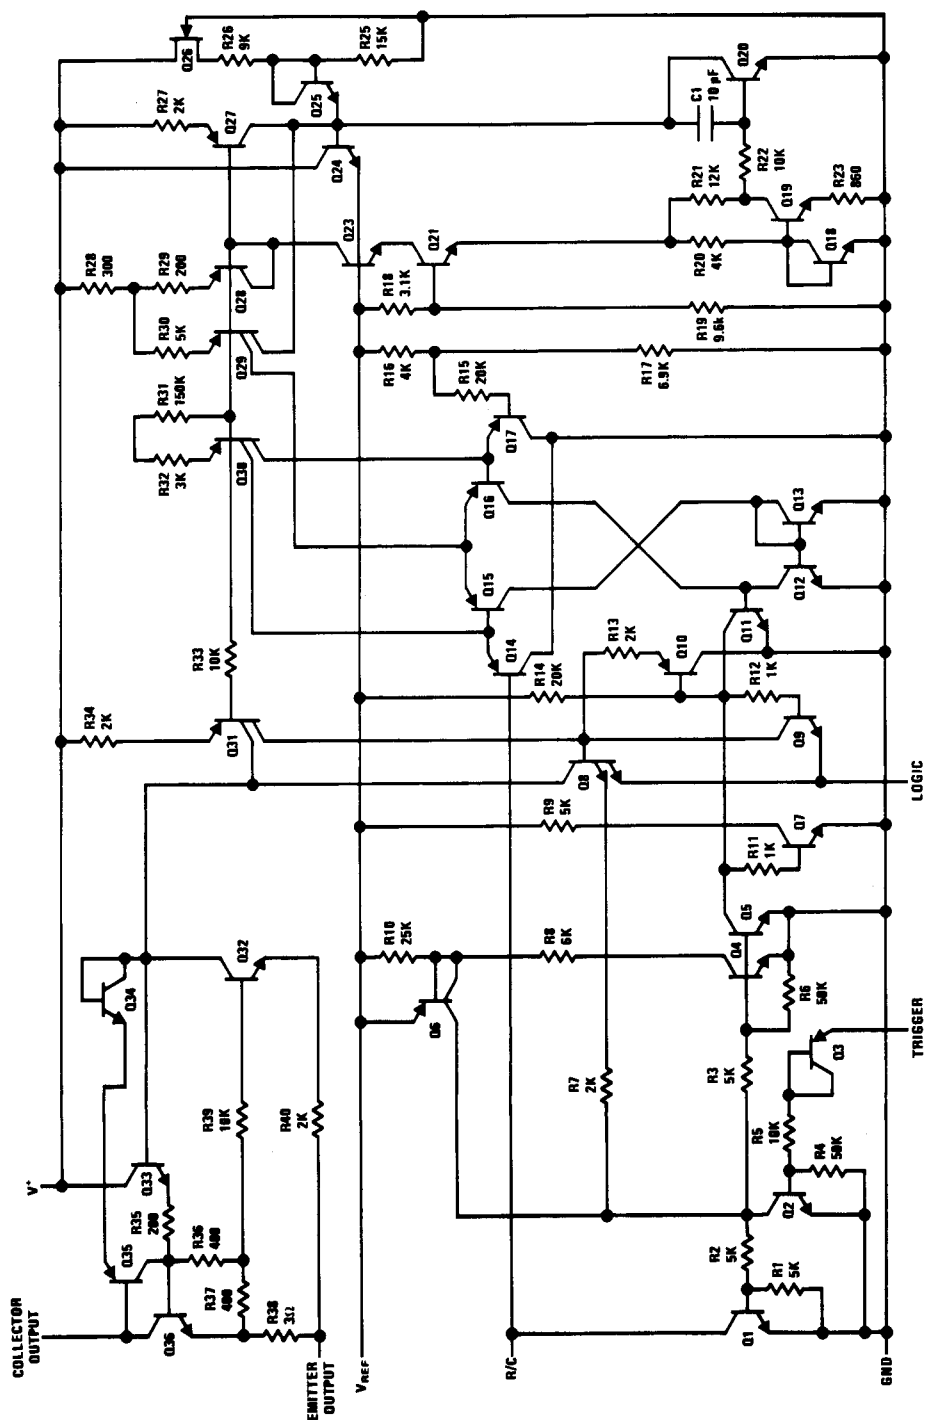 COLLECTOR
OUTPUT
V+
Q35
R35
200
Q33
Q34
R34
2K
R28
300
R27
2K
Q26
R26
9K
R36
400
R37
400
R38
3Ω
Q36
R39
10K
R40
2K
Q32
Q31
R33
10K
R32
3K
R31
150K
R30
5K
R29
200
Q30
Q29
Q28
Q27
Q25
R25
15K
Q24
EMITTER
OUTPUT
VREF
R10
25K
Q6
R9
5K
R14
20K
Q14
Q15
Q16
Q17
R16
4K
R15
20K
R18
3.1K
Q23
Q21
R/C
R7
2K
R8
6K
Q8
R13
2K
Q10
R17
6.9K
R19
9.6k
R20
4K
R21
12K
R22
10K
C1
10 pF
Q20
R2
5K
R1
5K
Q1
R3
5K
R5
10K
R4
50K
Q2
Q3
Q4
Q5
R6
50K
R11
1K
Q7
R12
1K
Q9
Q11
Q12
Q13
Q18
Q19
R23
860
GND
TRIGGER
LOGIC